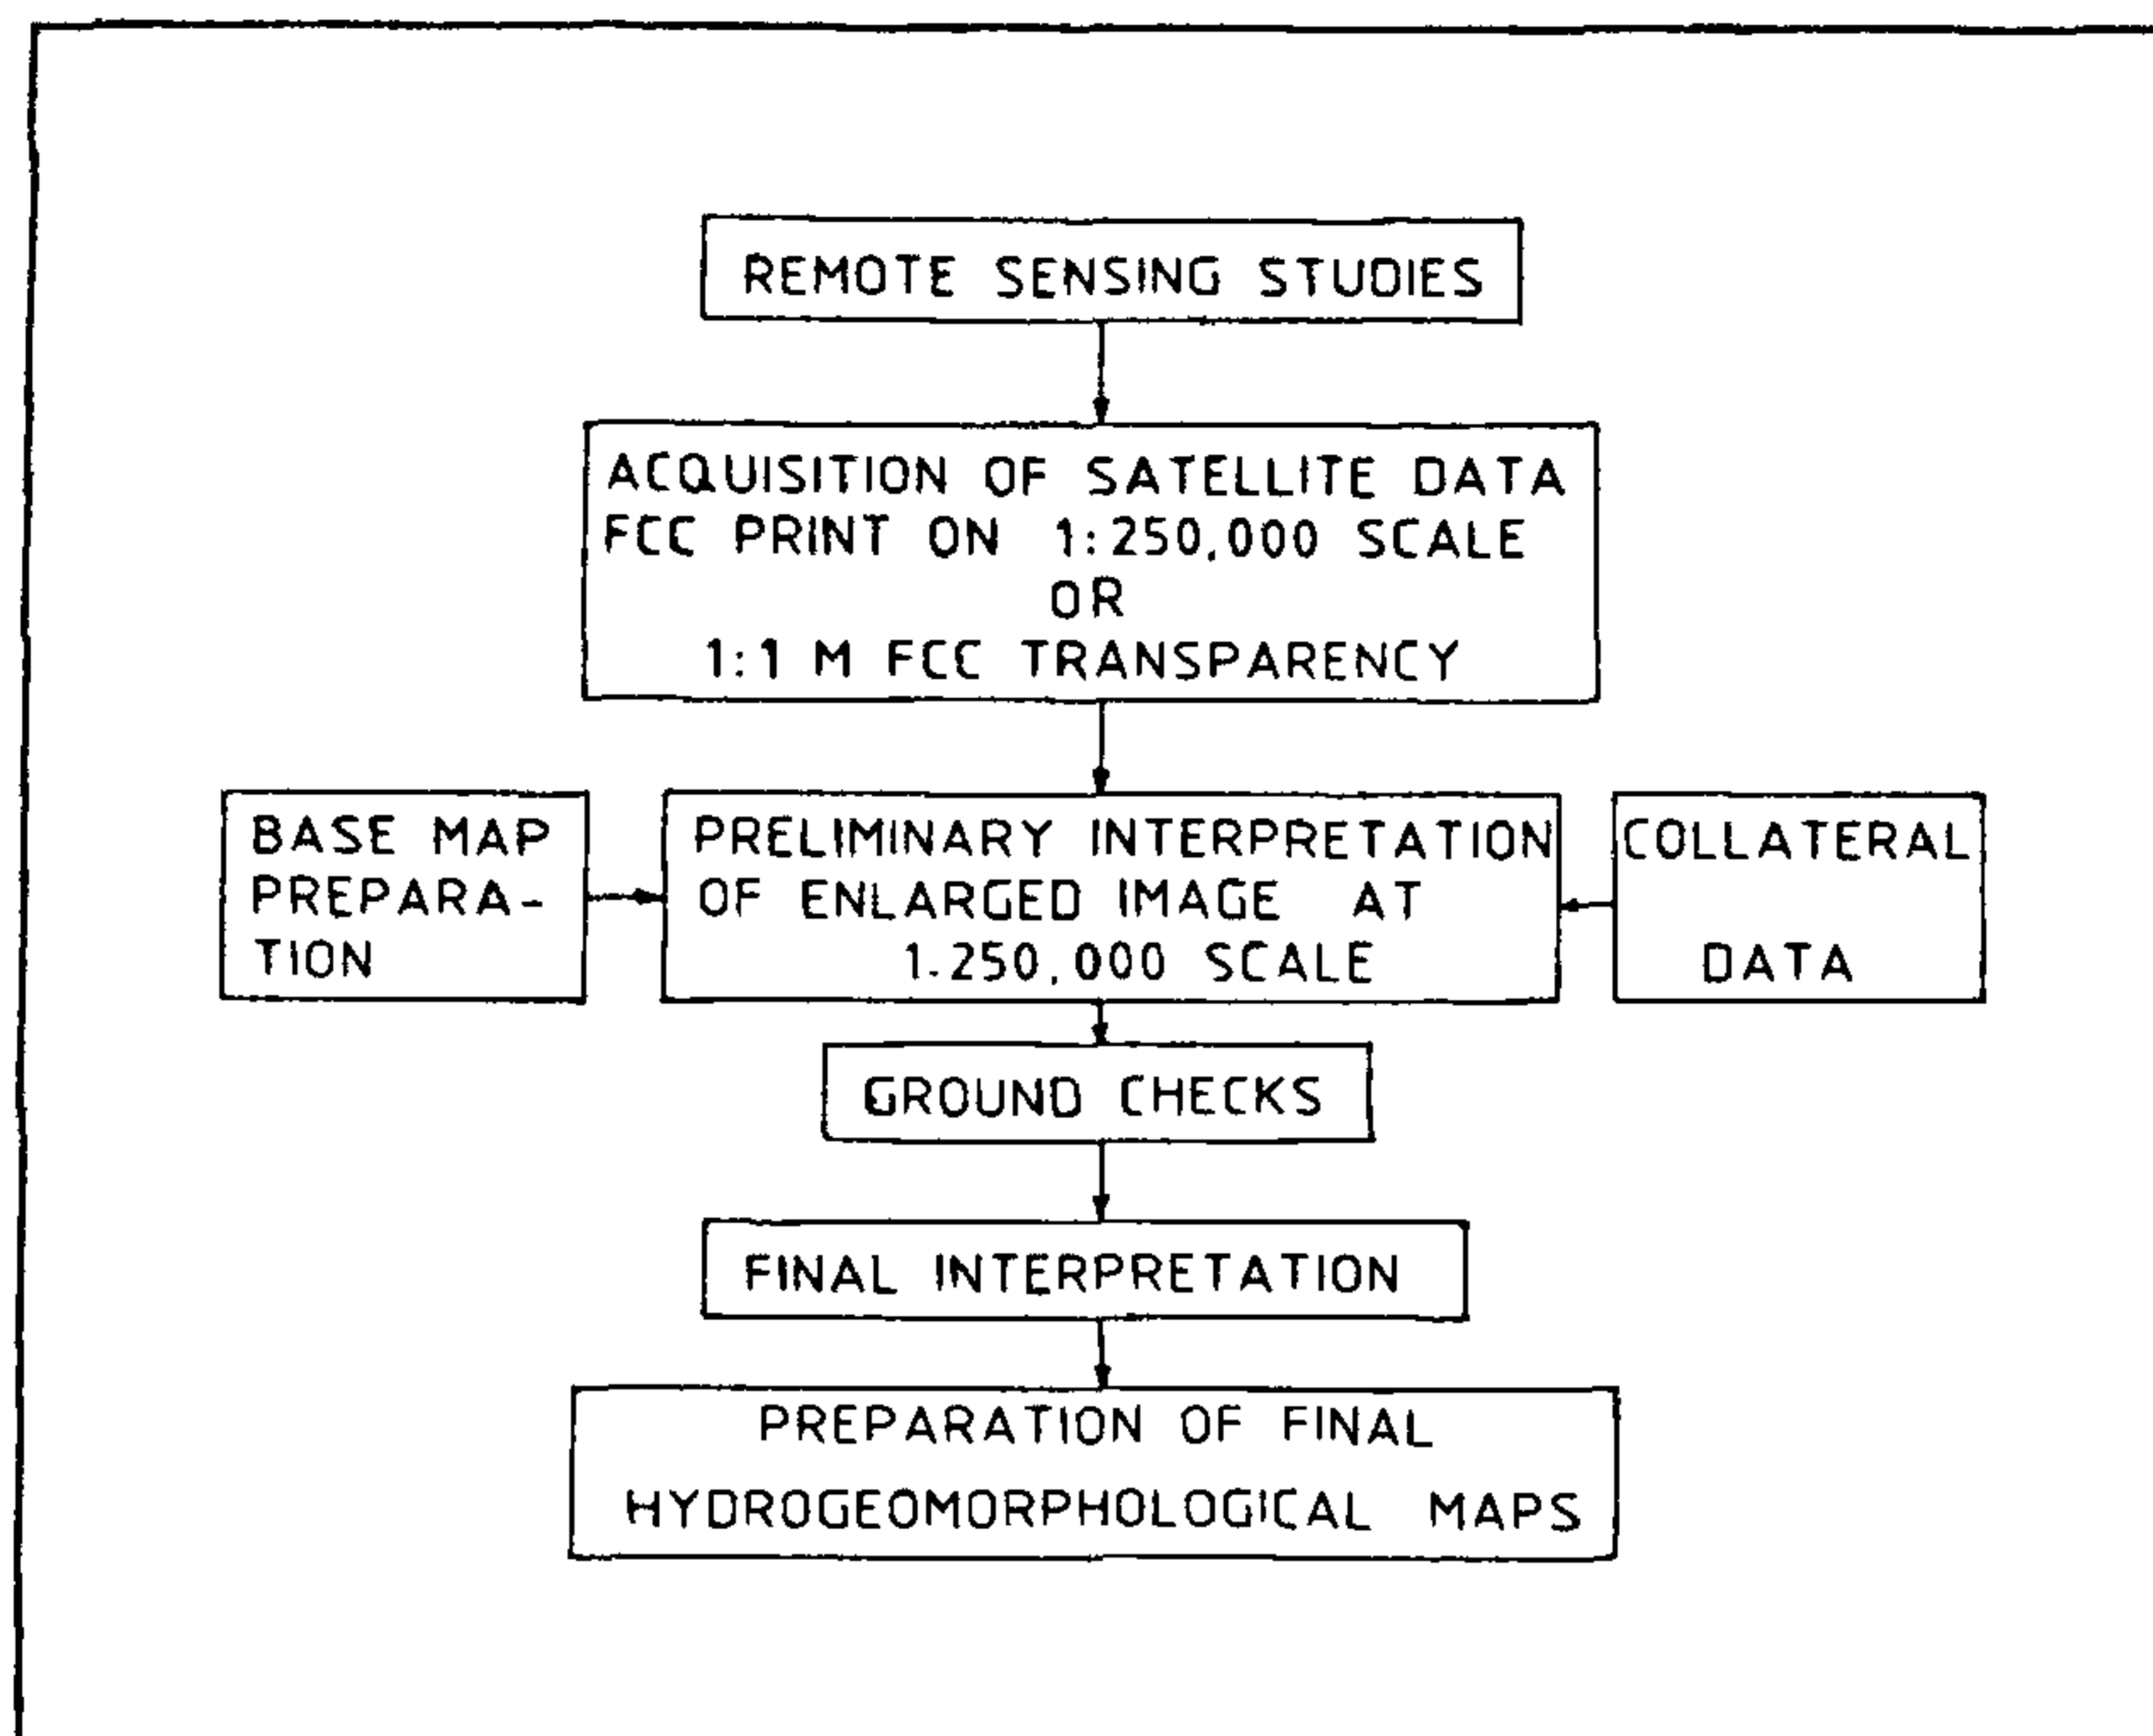 REMOTE SENSING STUDIES
ACQUISITION OF SATELLITE DATA
FCC PRINT ON 1:250,000 SCALE
OR
1:1 M FCC TRANSPARENCY
BASE MAP
PREPARA-
TION
PRELIMINARY INTERPRETATION
OF ENLARGED IMAGE AT
1.250,000 SCALE
COLLATERAL
DATA
GROUND CHECKS
FINAL INTERPRETATION
PREPARATION OF FINAL
HYDROGEOMORPHOLOGICAL MAPS